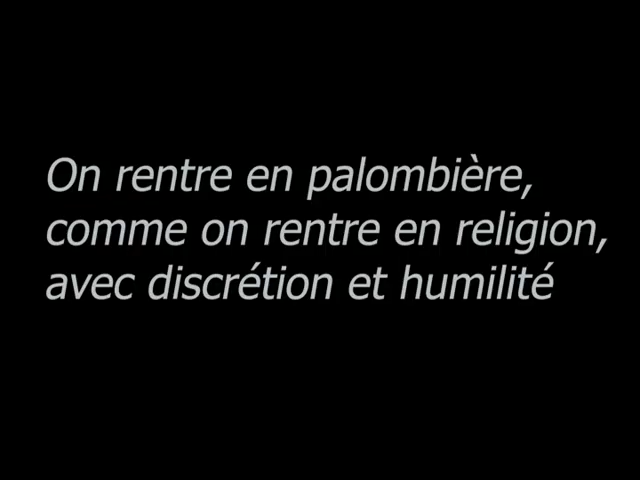 On rentre en palombière,
comme on rentre en religion,
avec discrétion et humilité